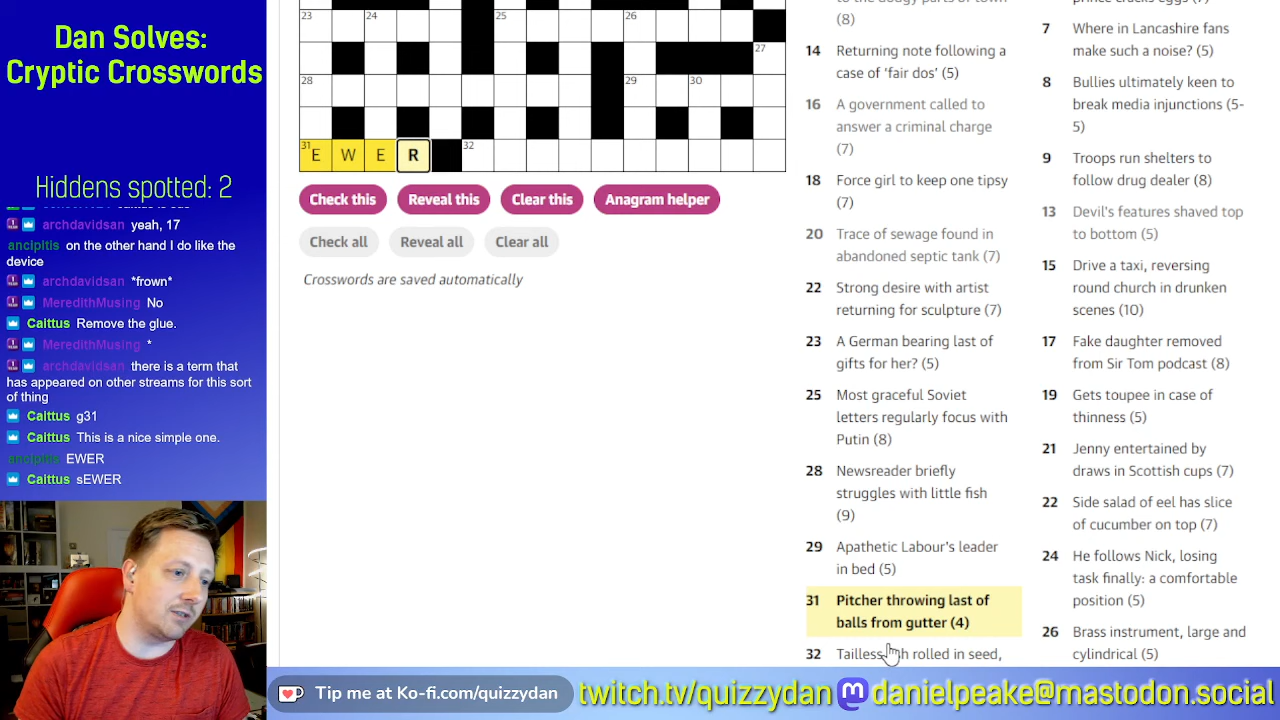 Dan Solves:
Cryptic Crosswords
Hiddens spotted: 2
archdavidsan yeah, 17
ancipitis on the other hand I do like the
device
archdavidsan *frown*
MeredithMusing No
Caittus Remove the glue.
MeredithMusing *
archdavidsan there is a term that
has appeared on other streams for this sort
of thing
Caittus g31
Caittus This is a nice simple one.
ancipitis EWER
Caittus sEWER
23 24 25 26
27
28 29 30
31 E W E R 32
Check this Reveal this Clear this Anagram helper
Check all Reveal all Clear all
Crosswords are saved automatically
(8)
14 Returning note following a
case of ‘fair dos’ (5)
16 A government called to
answer a criminal charge
(7)
18 Force girl to keep one tipsy
(7)
20 Trace of sewage found in
abandoned septic tank (7)
22 Strong desire with artist
returning for sculpture (7)
23 A German bearing last of
gifts for her? (5)
25 Most graceful Soviet
letters regularly focus with
Putin (8)
28 Newsreader briefly
struggles with little fish
(9)
29 Apathetic Labour's leader
in bed (5)
31 Pitcher throwing last of
balls from gutter (4)
32 Tailless rolled in seed,
7 Where in Lancashire fans
make such a noise? (5)
8 Bullies ultimately keen to
break media injunctions (5-
5)
9 Troops run shelters to
follow drug dealer (8)
13 Devil's features shaved top
to bottom (5)
15 Drive a taxi, reversing
round church in drunken
scenes (10)
17 Fake daughter removed
from Sir Tom podcast (8)
19 Gets toupee in case of
thinness (5)
21 Jenny entertained by
draws in Scottish cups (7)
22 Side salad of eel has slice
of cucumber on top (7)
24 He follows Nick, losing
task finally: a comfortable
position (5)
26 Brass instrument, large and
cylindrical (5)
Tip me at Ko-fi.com/quizzydan twitch.tv/quizzydan danielpeake@mastodon.social